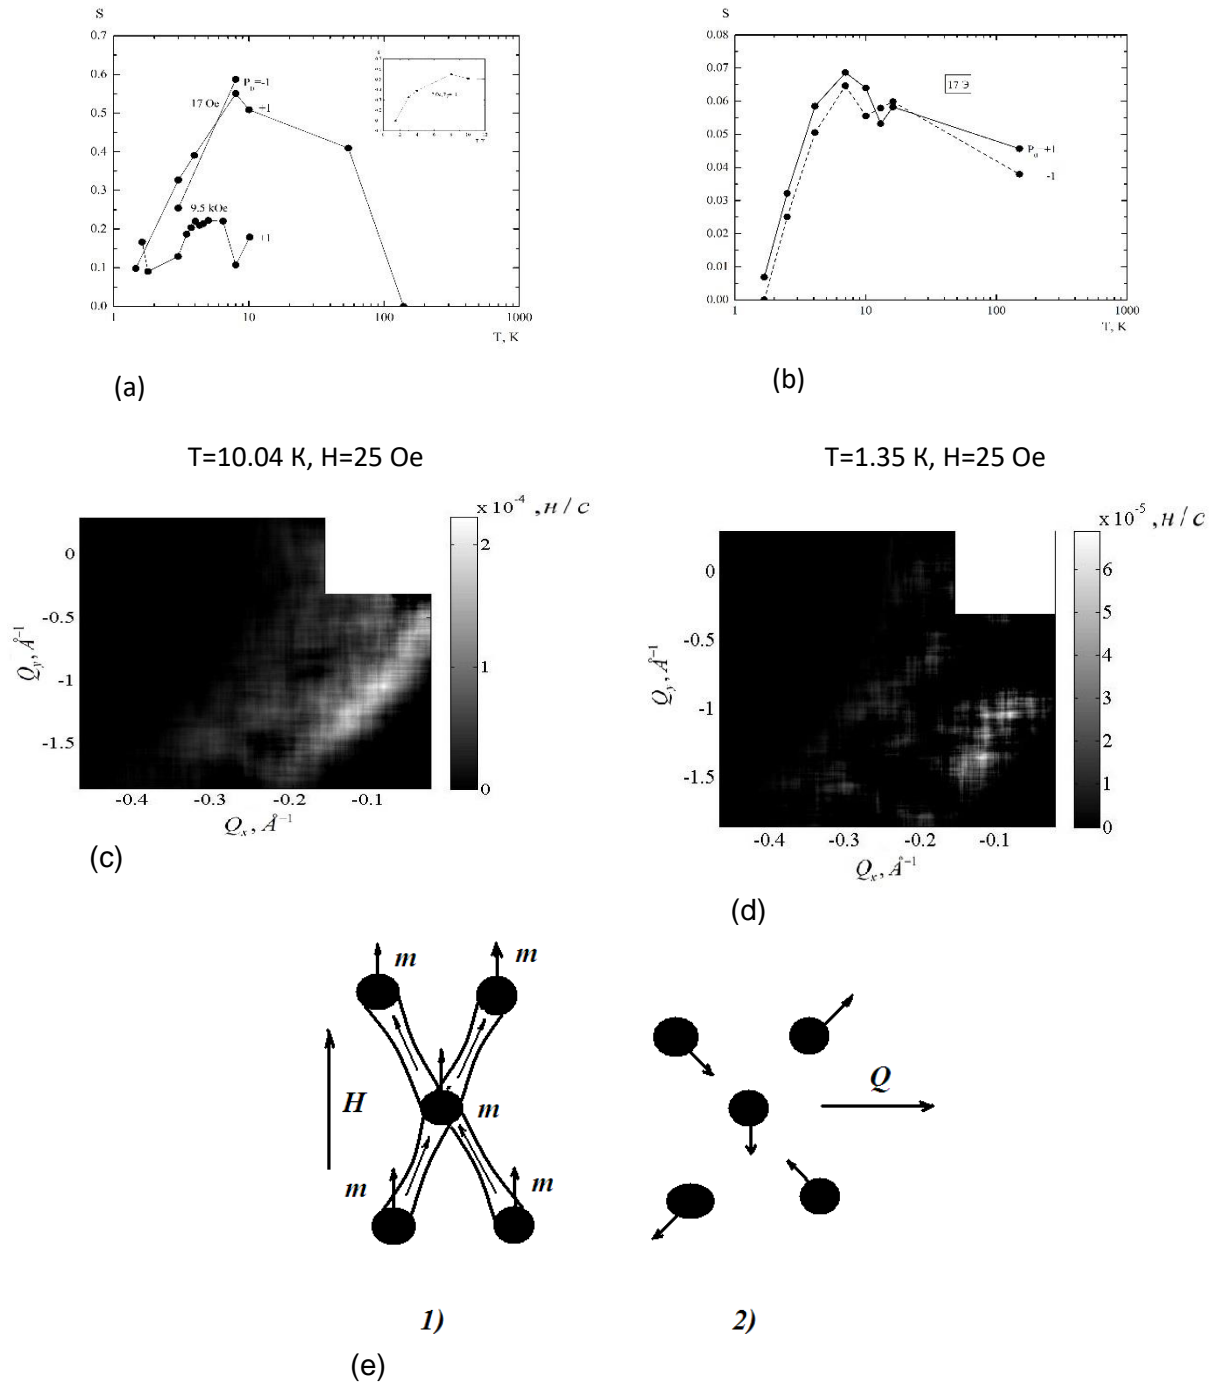 S
0.7
0.6
0.5
0.4
0.3
0.2
0.1
0.0
1 10 100 1000
T, K
P₀=-1
17 Oe
+1
9.5 kOe
+1
(a)
S
0.08
0.07
0.06
0.05
0.04
0.03
0.02
0.01
0.00
1 10 100 1000
T, K
17 Э
P₀ +1
-1
(b)
T=10.04 К, H=25 Oe
x 10⁻⁴ , н / с
2
1
0
0
-0.5
-1
-1.5
Q_y, Å⁻¹
-0.4 -0.3 -0.2 -0.1
Q_x, Å⁻¹
(c)
T=1.35 К, H=25 Oe
x 10⁻⁵ , н / с
6
5
4
3
2
1
0
0
-0.5
-1
-1.5
Q_y, Å⁻¹
-0.4 -0.3 -0.2 -0.1
Q_x, Å⁻¹
(d)
m m
H
m
m m
1)
Q
2)
(e)